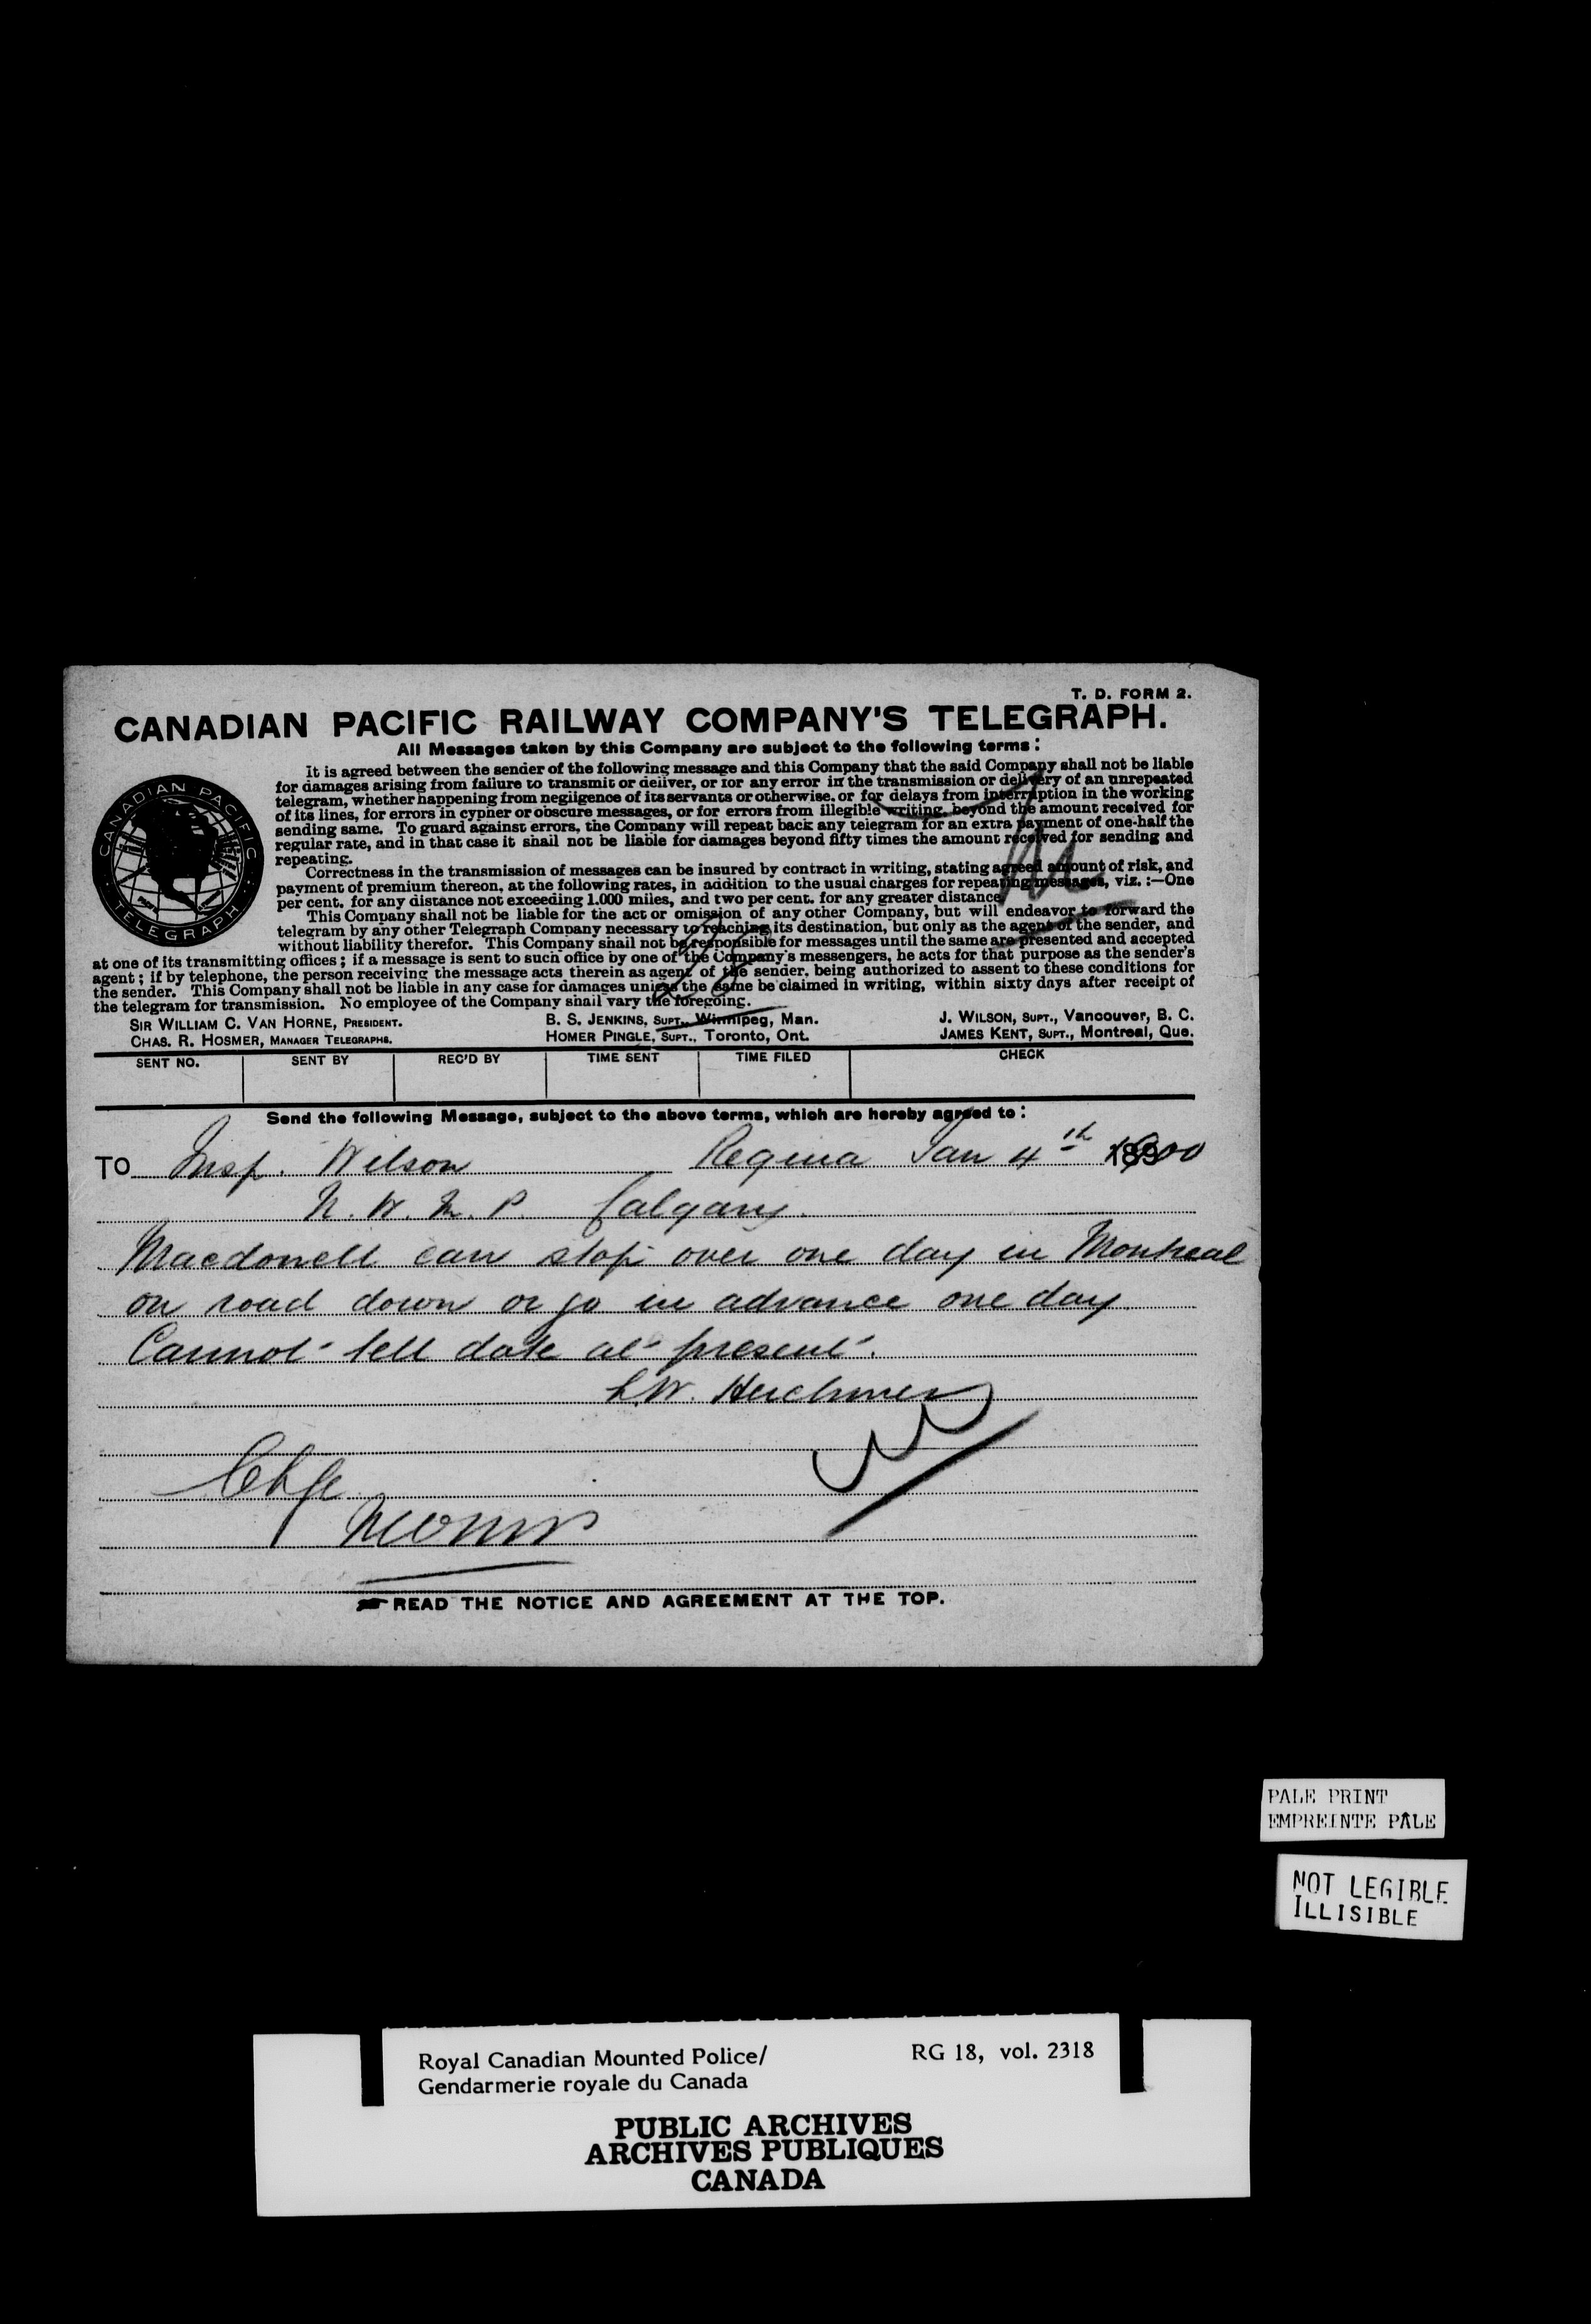 T. D. FORM 2.
CANADIAN PACIFIC RAILWAY COMPANY'S TELEGRAPH.
All Messages taken by this Company are subject to the following terms:
It is agreed between the sender of the following message and this Company that the said Company shall not be liable
for damages arising from failure to transmit or deliver, or for any error in the transmission or delivery of an unrepeated
telegram, whether happening from negligence of its servants or otherwise, or for delays from interruption in the working
of its lines, for errors in cypher or obscure messages, or for errors from illegible writing, beyond the amount received for
sending same. To guard against errors, the Company will repeat back any telegram for an extra payment of one-half the
regular rate, and in that case it shall not be liable for damages beyond fifty times the amount received for sending and
repeating.
Correctness in the transmission of messages can be insured by contract in writing, stating agreed amount of risk, and
payment of premium thereon, at the following rates, in addition to the usual charges for repeating messages, viz. :—One
per cent. for any distance not exceeding 1.000 miles, and two per cent. for any greater distance.
This Company shall not be liable for the act or omission of any other Company, but will endeavor to forward the
telegram by any other Telegraph Company necessary to reaching its destination, but only as the agent of the sender, and
without liability therefor. This Company shall not be responsible for messages until the same are presented and accepted
at one of its transmitting offices ; if a message is sent to such office by one of the Company's messengers, he acts for that purpose as the sender's
agent ; if by telephone, the person receiving the message acts therein as agent of the sender. being authorized to assent to these conditions for
the sender. This Company shall not be liable in any case for damages unless the same be claimed in writing, within sixty days after receipt of
the telegram for transmission. No employee of the Company shall vary the foregoing.
CANADIAN PACIFIC
TELEGRAPH
SIR WILLIAM C. VAN HORNE, PRESIDENT. B. S. JENKINS, SUPT., Winnipeg, Man. J. WILSON, SUPT., Vancouver, B. C.
CHAS. R. HOSMER, MANAGER TELEGRAPHS. HOMER PINGLE, SUPT., Toronto, Ont. JAMES KENT, SUPT., Montreal, Que.
SENT NO. SENT BY REC'D BY TIME SENT TIME FILED CHECK
Send the following Message, subject to the above terms, which are hereby agreed to :
TO Insp. Wilson Regina Jan 4th 1900
N. W. M. P. Calgary.
Macdonell can stop over one day in Montreal
on road down or go in advance one day.
Cannot tell date at present.
L.W. Herchmer
Chge
READ THE NOTICE AND AGREEMENT AT THE TOP.
PALE PRINT
EMPREINTE PÂLE
NOT LEGIBLE
ILLISIBLE
Royal Canadian Mounted Police/ RG 18, vol. 2318
Gendarmerie royale du Canada
PUBLIC ARCHIVES
ARCHIVES PUBLIQUES
CANADA